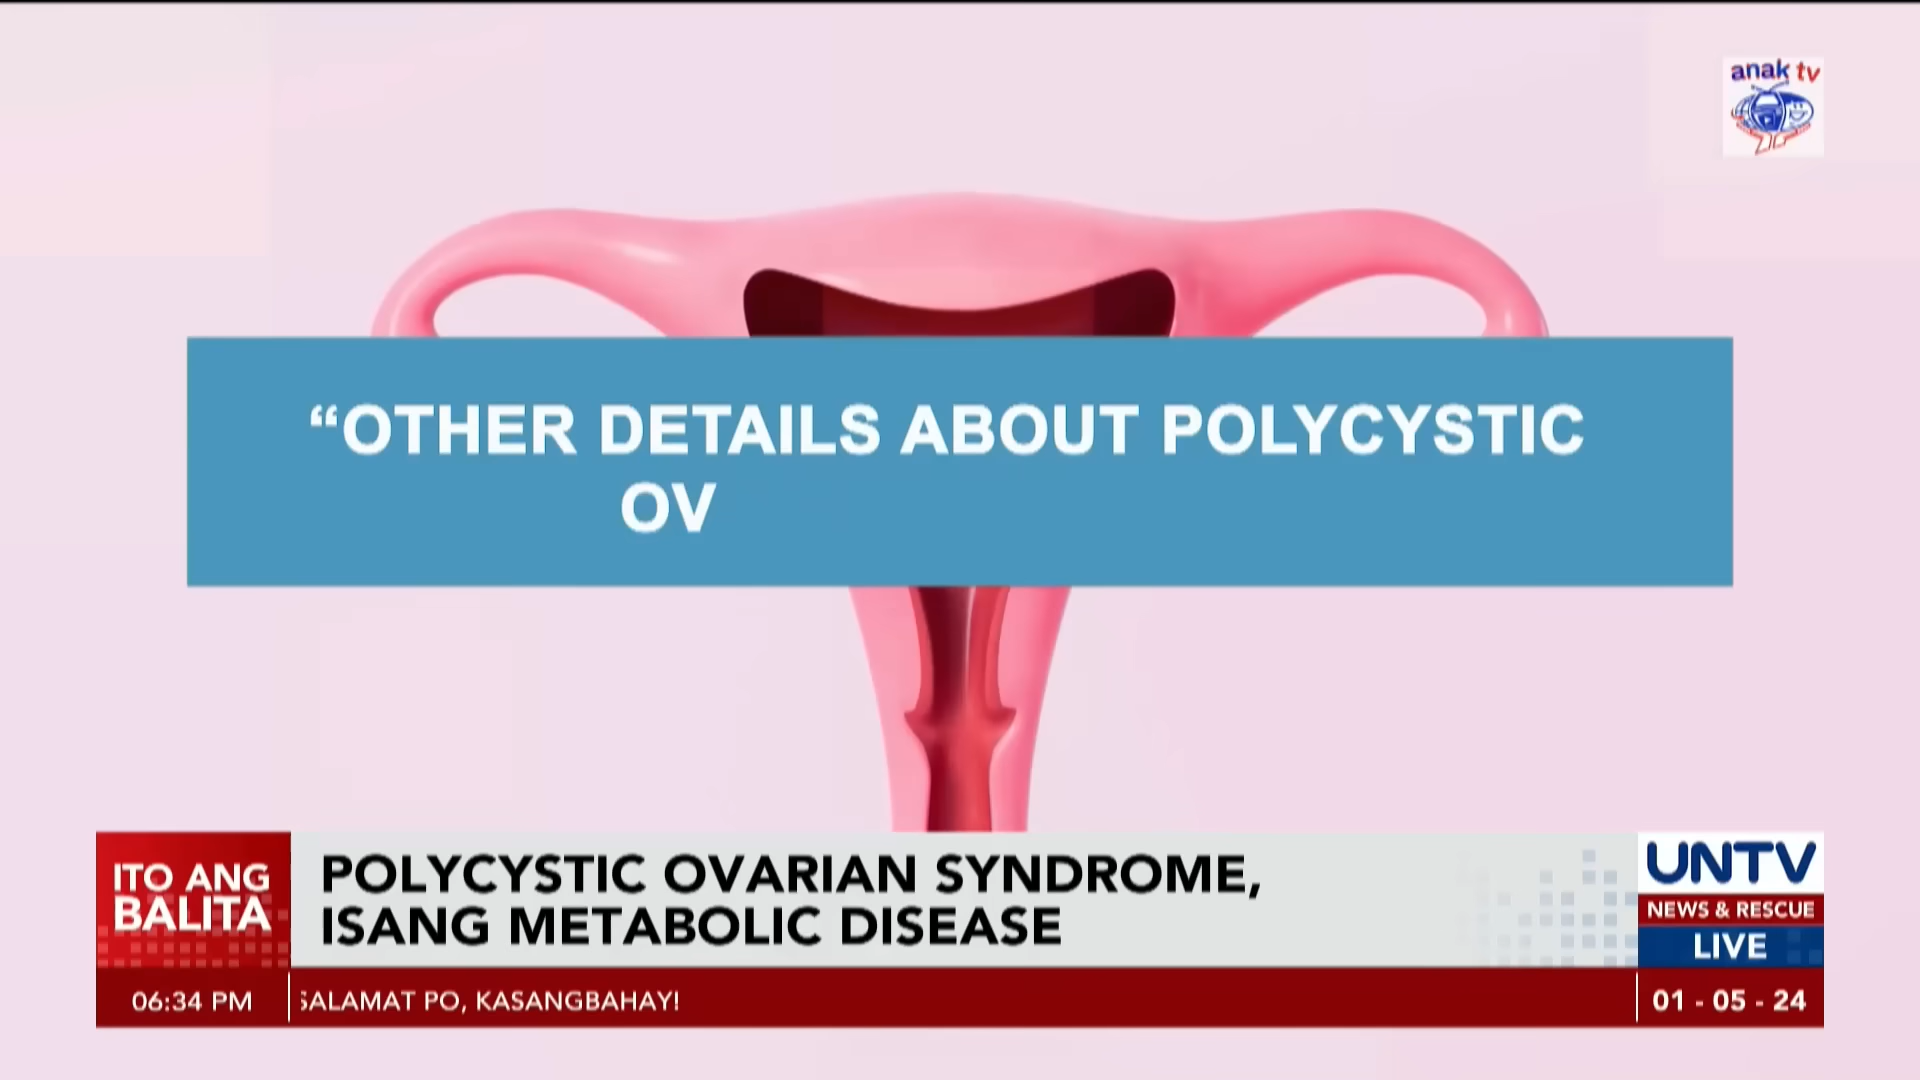 anak tv
“OTHER DETAILS ABOUT POLYCYSTIC
OV
ITO ANG
BALITA
POLYCYSTIC OVARIAN SYNDROME,
ISANG METABOLIC DISEASE
UNTV
NEWS & RESCUE
LIVE
06:34 PM
SALAMAT PO, KASANGBAHAY!
01 - 05 - 24